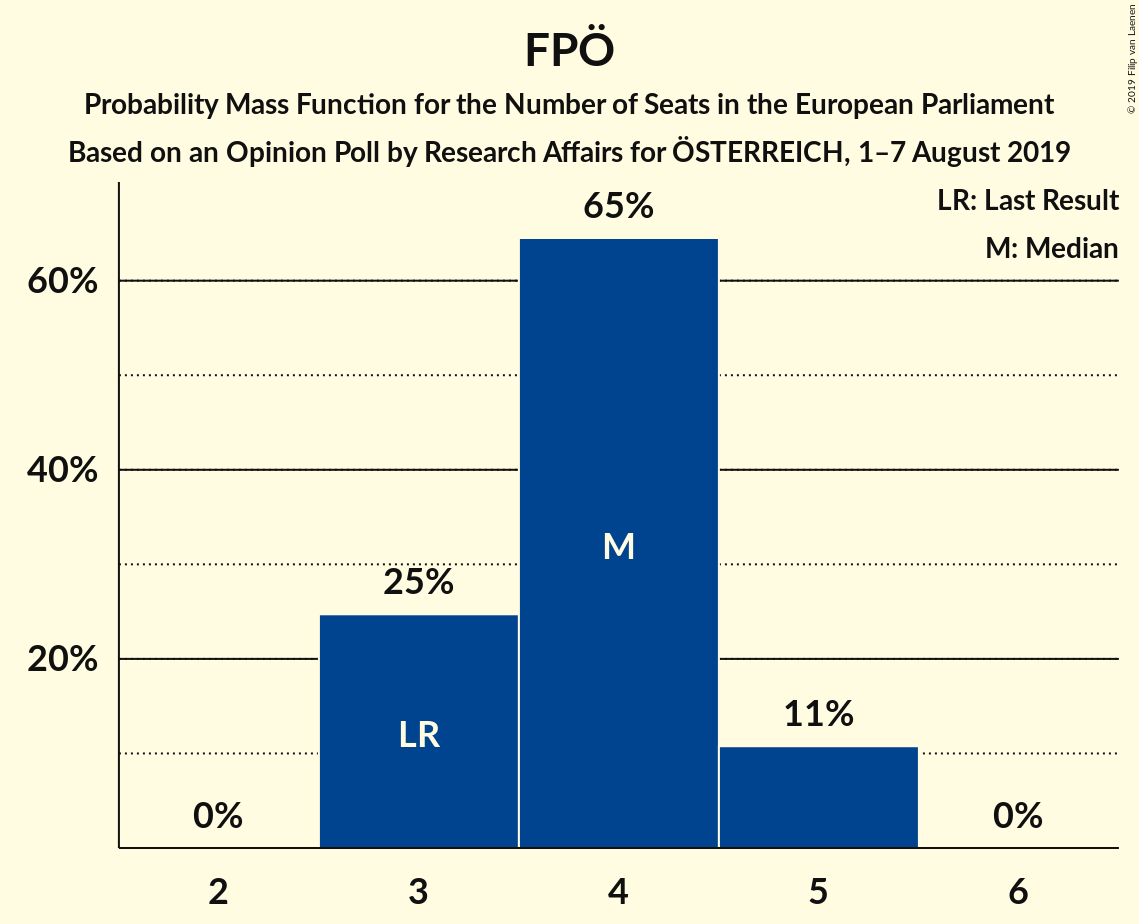 FPÖ
Probability Mass Function for the Number of Seats in the European Parliament
Based on an Opinion Poll by Research Affairs for ÖSTERREICH, 1–7 August 2019
© 2019 Filip van Laenen
LR: Last Result
M: Median
65%
60%
40%
M
25%
20%
11%
LR
0%
0%
2
3
4
5
6